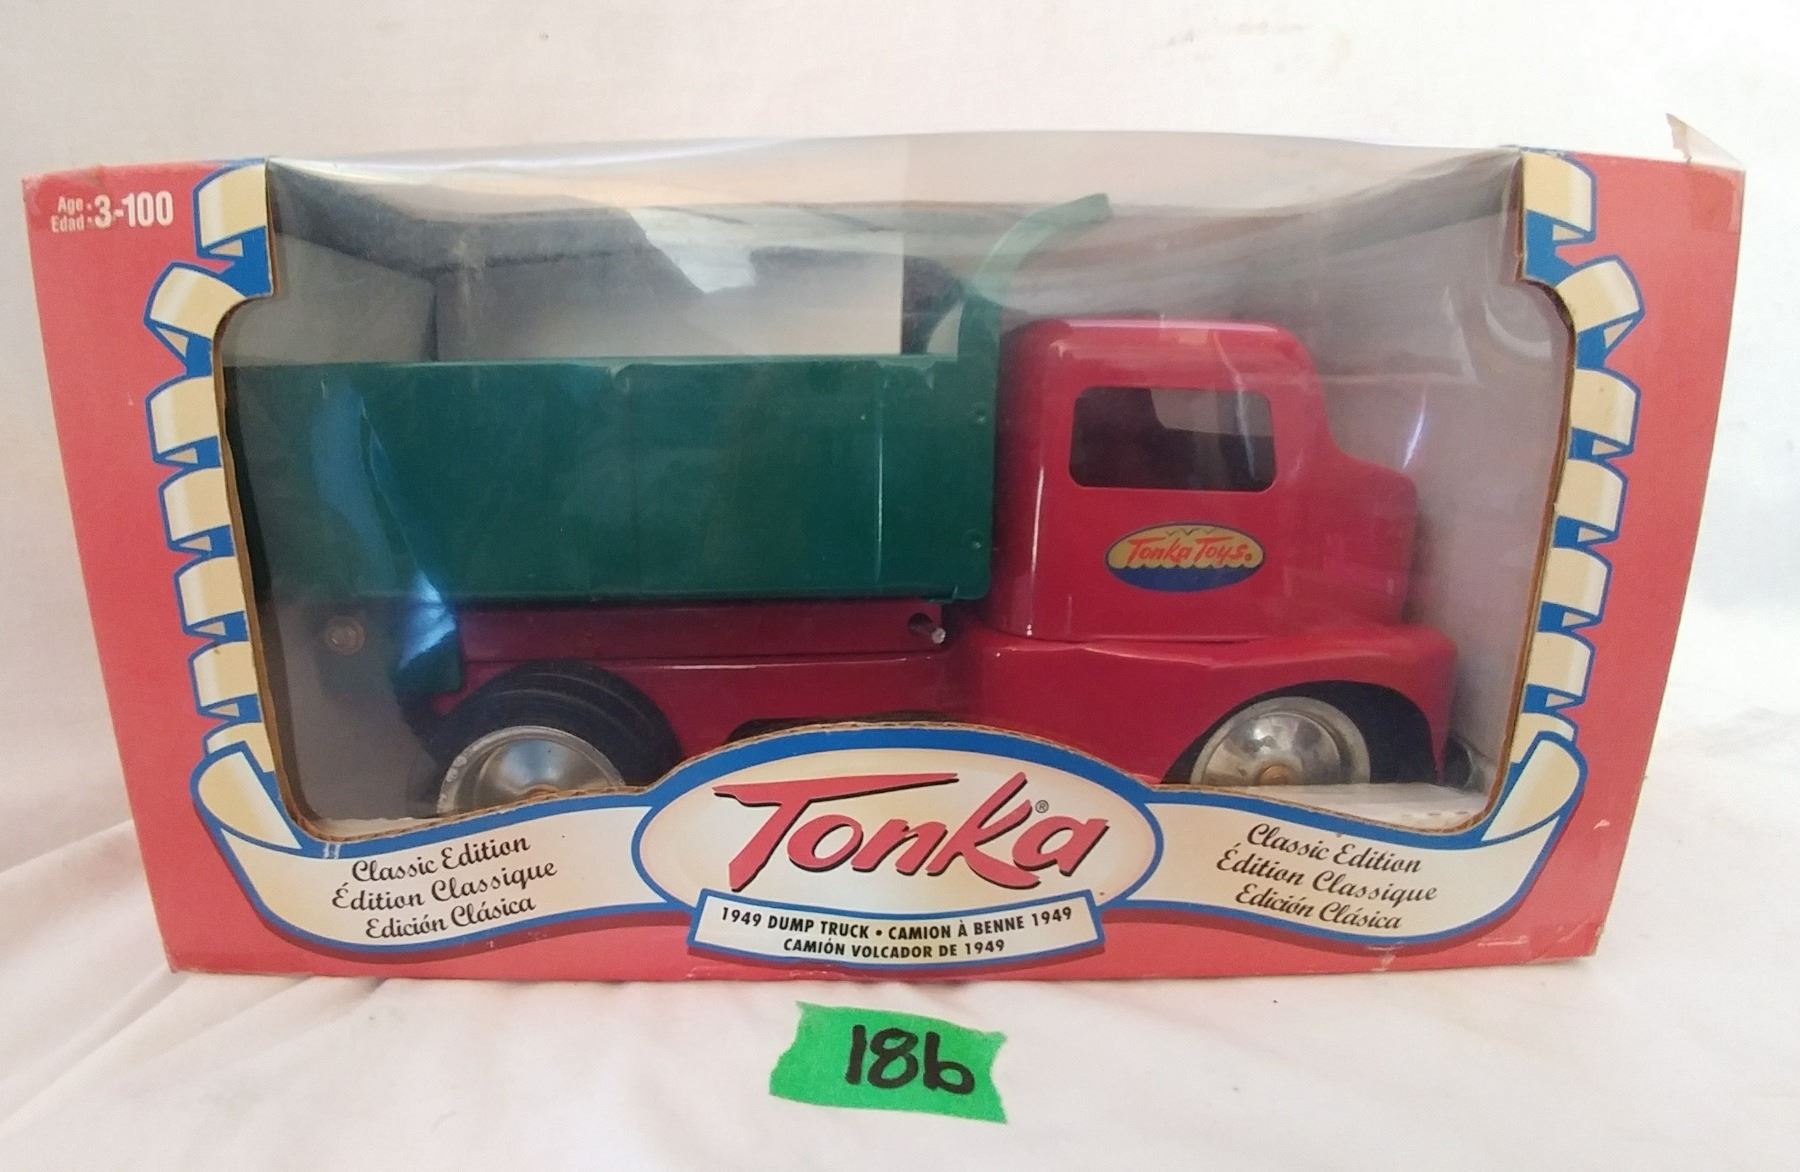 Age · 3-100
Edad ·
Tonka Toys®
Tonka®
Classic Edition
Édition Classique
Edición Clásica
1949 DUMP TRUCK • CAMION À BENNE 1949
CAMIÓN VOLCADOR DE 1949
Classic Edition
Édition Classique
Edición Clásica
186